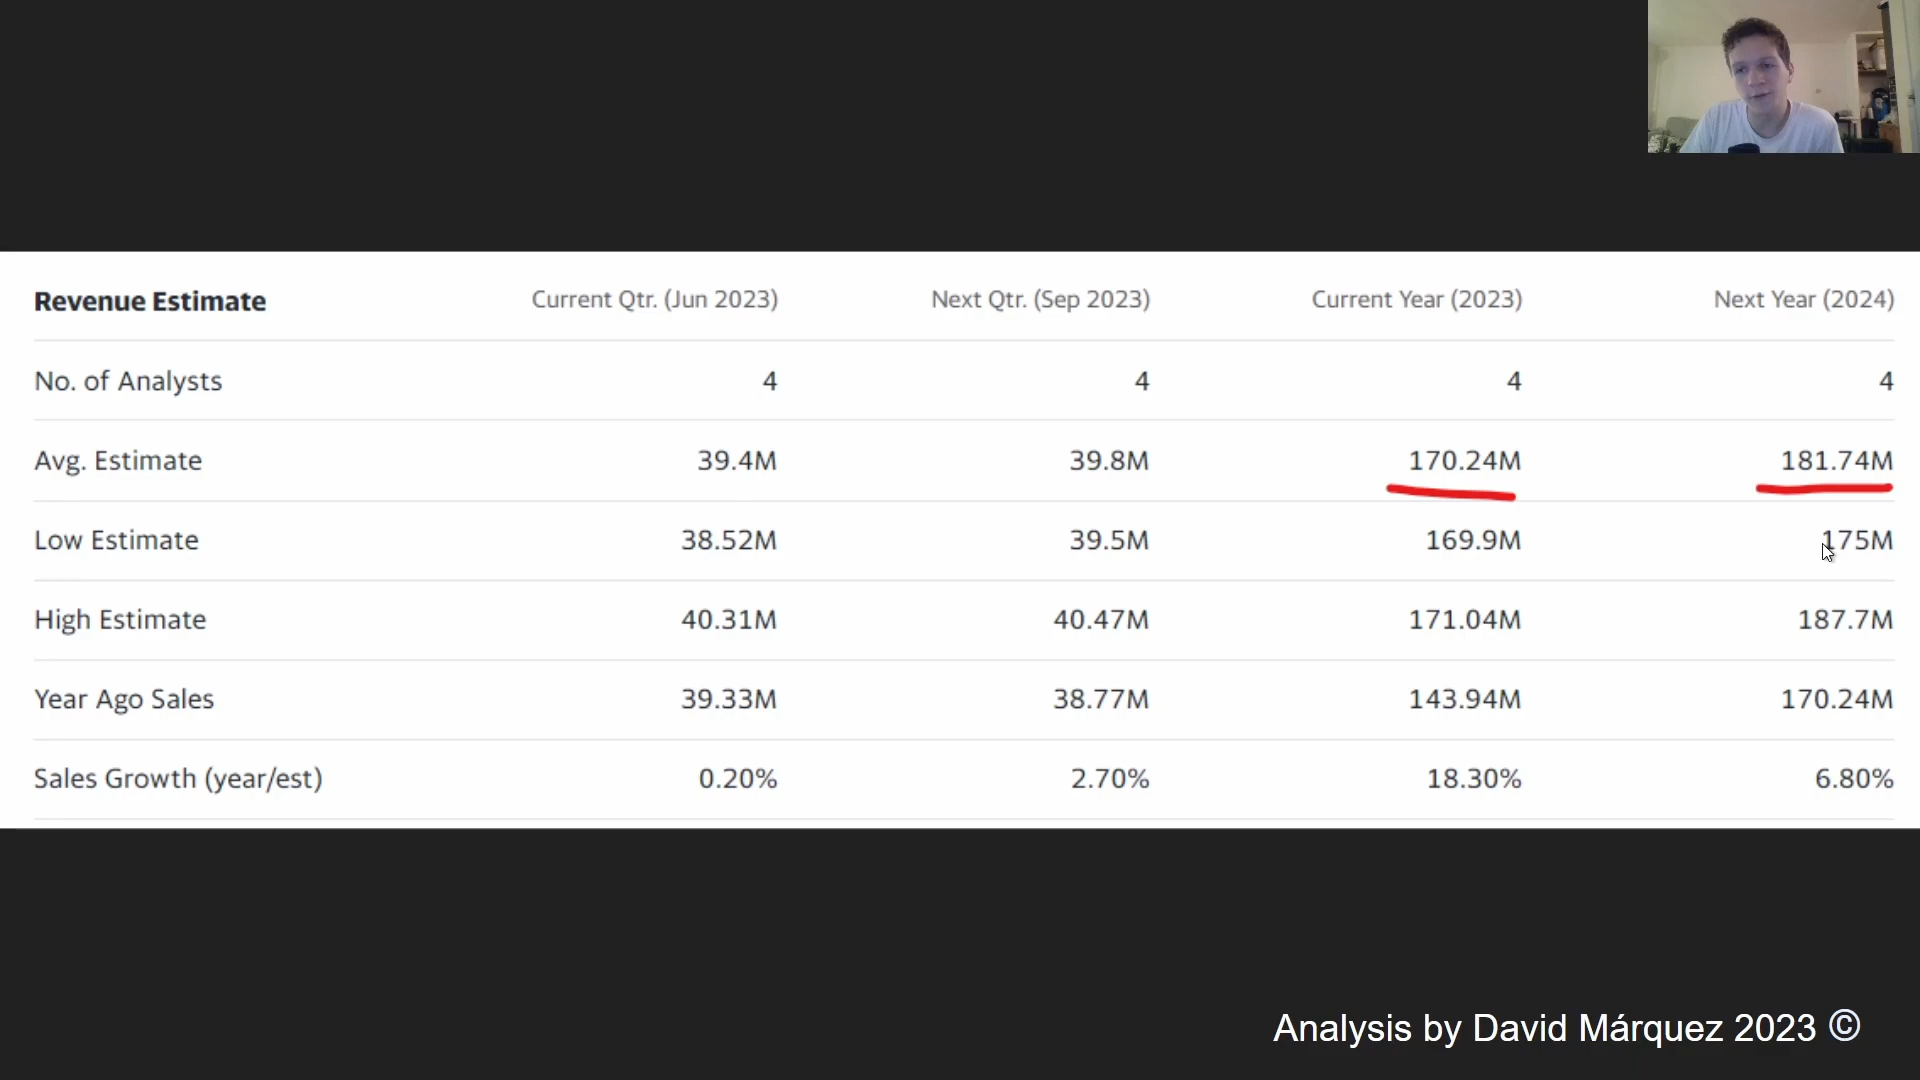 Revenue Estimate Current Qtr. (Jun 2023) Next Qtr. (Sep 2023) Current Year (2023) Next Year (2024)
No. of Analysts 4 4 4 4
Avg. Estimate 39.4M 39.8M 170.24M 181.74M
Low Estimate 38.52M 39.5M 169.9M 175M
High Estimate 40.31M 40.47M 171.04M 187.7M
Year Ago Sales 39.33M 38.77M 143.94M 170.24M
Sales Growth (year/est) 0.20% 2.70% 18.30% 6.80%
Analysis by David Márquez 2023 ©